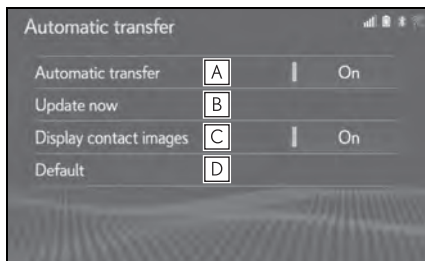 Automatic transfer
Automatic transfer A On
Update now B
Display contact images C On
Default D